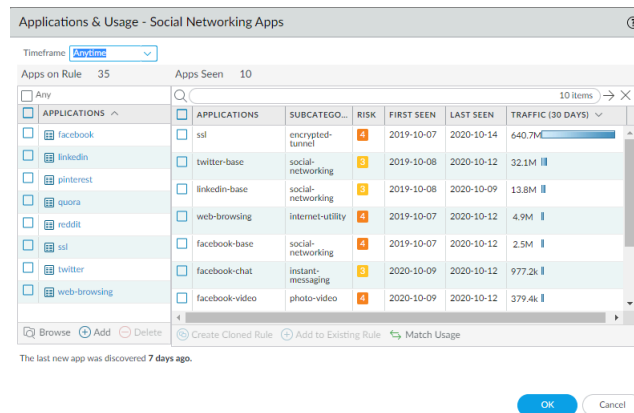 Applications & Usage - Social Networking Apps
Timeframe Anytime
Apps on Rule 35
Apps Seen 10
Any
10 items
APPLICATIONS
facebook
linkedin
pinterest
quora
reddit
ssl
twitter
web-browsing
Browse Add Delete
APPLICATIONS SUBCATEGO... RISK FIRST SEEN LAST SEEN TRAFFIC (30 DAYS)
ssl encrypted-tunnel 4 2019-10-07 2020-10-14 640.7M
twitter-base social-networking 3 2019-10-08 2020-10-12 32.1M
linkedin-base social-networking 3 2019-10-08 2020-10-09 13.8M
web-browsing internet-utility 4 2019-10-07 2020-10-12 4.9M
facebook-base social-networking 4 2019-10-07 2020-10-12 2.5M
facebook-chat instant-messaging 3 2020-10-09 2020-10-12 977.2k
facebook-video photo-video 4 2020-10-09 2020-10-12 379.4k
Create Cloned Rule Add to Existing Rule Match Usage
The last new app was discovered 7 days ago.
OK Cancel